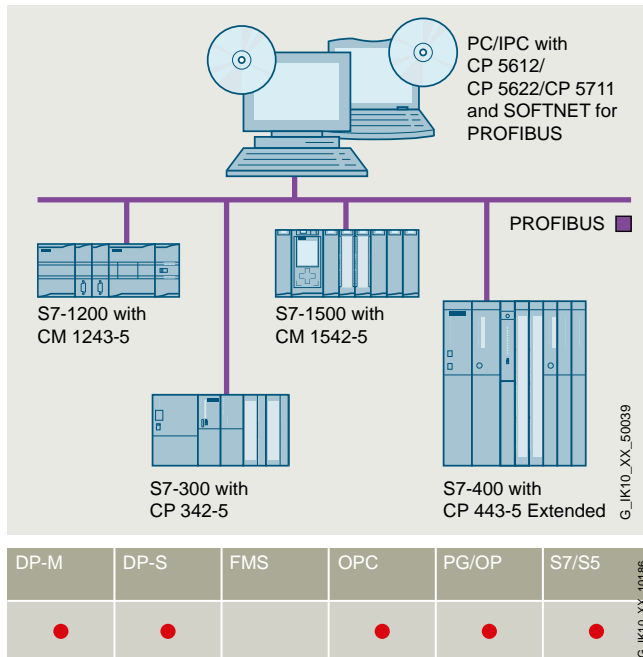 PC/IPC with
CP 5612/
CP 5622/CP 5711
and SOFTNET for
PROFIBUS
PROFIBUS
S7-1200 with
CM 1243-5
S7-1500 with
CM 1542-5
S7-300 with
CP 342-5
S7-400 with
CP 443-5 Extended
G_IK10_XX_50039
DP-M DP-S FMS OPC PG/OP S7/S5
G_IK10_XX_10186